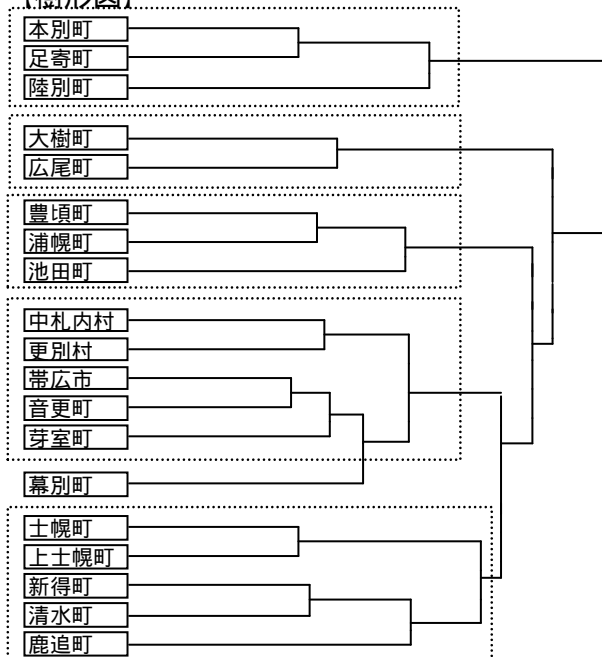 【樹形図】
本別町
足寄町
陸別町
大樹町
広尾町
豊頃町
浦幌町
池田町
中札内村
更別村
帯広市
音更町
芽室町
幕別町
士幌町
上士幌町
新得町
清水町
鹿追町